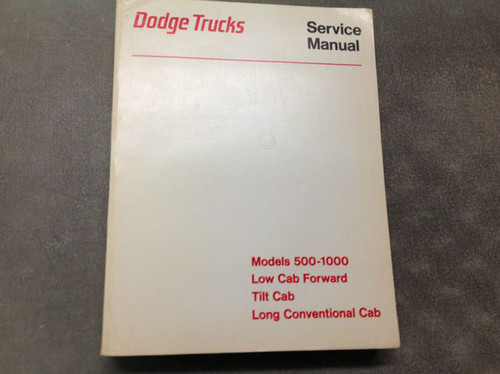 Dodge Trucks
Service
Manual
Models 500-1000
Low Cab Forward
Tilt Cab
Long Conventional Cab